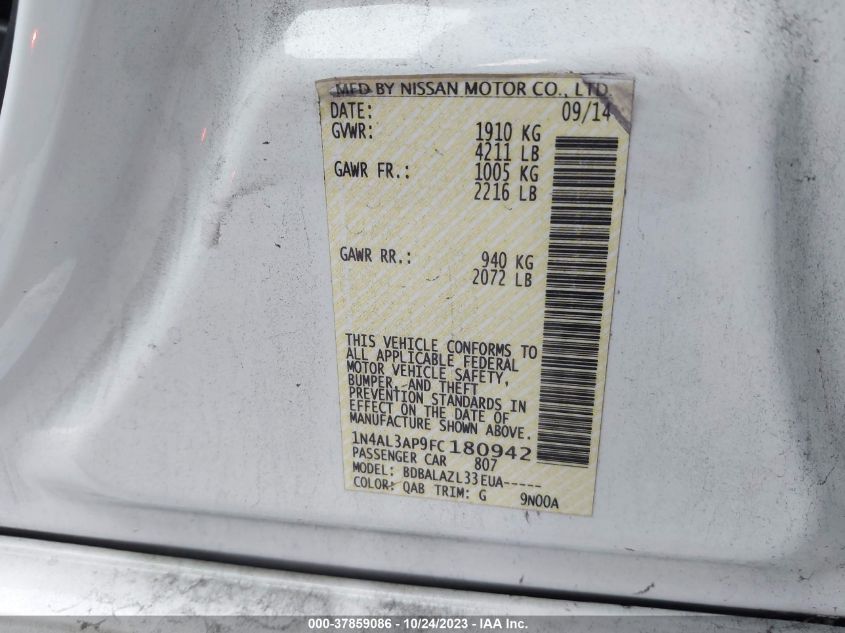 MFD BY NISSAN MOTOR CO., LTD.
DATE: 09/14
GVWR: 1910 KG
4211 LB
GAWR FR.: 1005 KG
2216 LB
GAWR RR.: 940 KG
2072 LB
THIS VEHICLE CONFORMS TO
ALL APPLICABLE FEDERAL
MOTOR VEHICLE SAFETY,
BUMPER, AND THEFT
PREVENTION STANDARDS IN
EFFECT ON THE DATE OF
MANUFACTURE SHOWN ABOVE.
1N4AL3AP9FC180942
PASSENGER CAR 807
MODEL: BDBALAZL33EUA-----
COLOR: QAB TRIM: G 9N00A
000-37859086 - 10/24/2023 - IAA Inc.